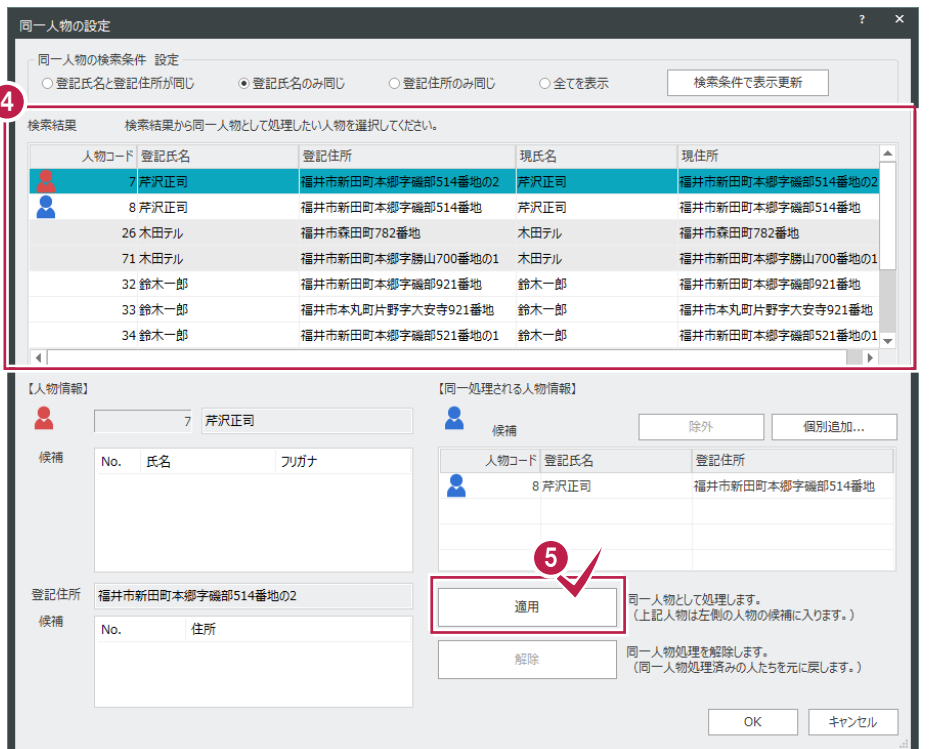 同一人物の設定
? ×
同一人物の検索条件 設定
登記氏名と登記住所が同じ 登記氏名のみ同じ 登記住所のみ同じ 全てを表示 検索条件で表示更新
4
検索結果 検索結果から同一人物として処理したい人物を選択してください。
人物コード 登記氏名 登記住所 現氏名 現住所
7 芹沢正司 福井市新田町本郷字磯部514番地の2 芹沢正司 福井市新田町本郷字磯部514番地の2
8 芹沢正司 福井市新田町本郷字磯部514番地 芹沢正司 福井市新田町本郷字磯部514番地
26 木田テル 福井市森田町782番地 木田テル 福井市森田町782番地
71 木田テル 福井市新田町本郷字勝山700番地の1 木田テル 福井市新田町本郷字勝山700番地の1
32 鈴木一郎 福井市新田町本郷字磯部921番地 鈴木一郎 福井市新田町本郷字磯部921番地
33 鈴木一郎 福井市本丸町片野字大安寺921番地 鈴木一郎 福井市本丸町片野字大安寺921番地
34 鈴木一郎 福井市新田町本郷字磯部521番地の1 鈴木一郎 福井市新田町本郷字磯部521番地の1
【人物情報】
7 芹沢正司
候補
No. 氏名 フリガナ
登記住所 福井市新田町本郷字磯部514番地の2
候補
No. 住所
【同一処理される人物情報】
候補 除外 個別追加...
人物コード 登記氏名 登記住所
8 芹沢正司 福井市新田町本郷字磯部514番地
5
適用 同一人物として処理します。
(上記人物は左側の人物の候補に入ります。)
解除 同一人物処理を解除します。
(同一人物処理済みの人たちを元に戻します。)
OK キャンセル